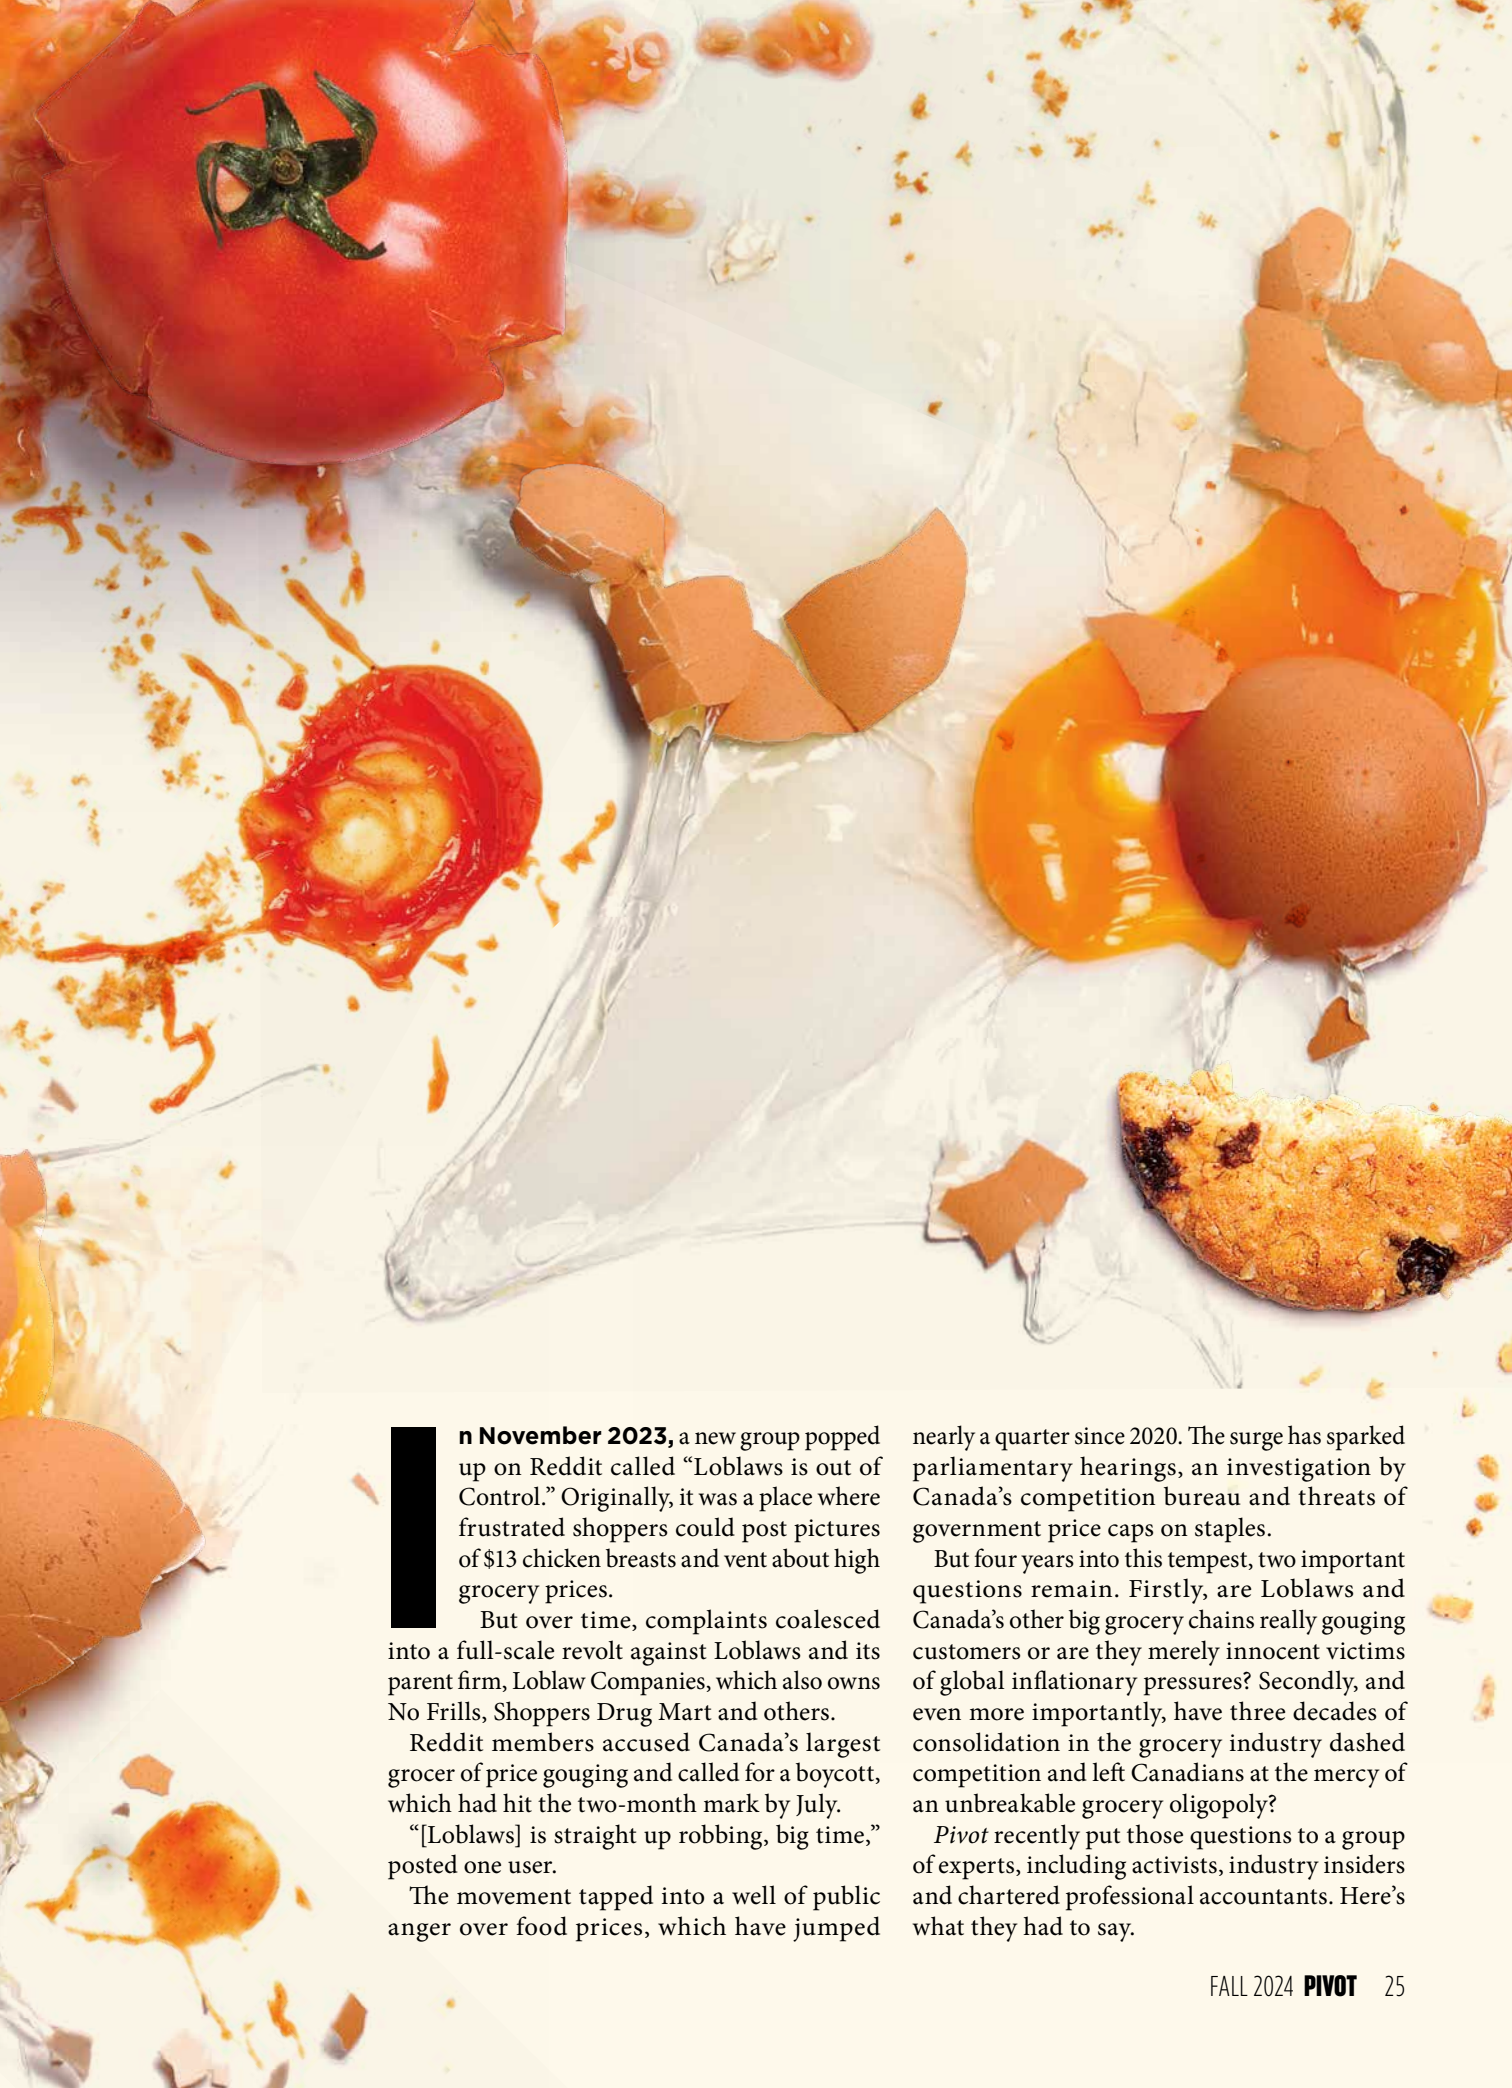 In November 2023, a new group popped
up on Reddit called “Loblaws is out of
Control.” Originally, it was a place where
frustrated shoppers could post pictures
of $13 chicken breasts and vent about high
grocery prices.
But over time, complaints coalesced
into a full-scale revolt against Loblaws and its
parent firm, Loblaw Companies, which also owns
No Frills, Shoppers Drug Mart and others.
Reddit members accused Canada’s largest
grocer of price gouging and called for a boycott,
which had hit the two-month mark by July.
“[Loblaws] is straight up robbing, big time,”
posted one user.
The movement tapped into a well of public
anger over food prices, which have jumped
nearly a quarter since 2020. The surge has sparked
parliamentary hearings, an investigation by
Canada’s competition bureau and threats of
government price caps on staples.
But four years into this tempest, two important
questions remain. Firstly, are Loblaws and
Canada’s other big grocery chains really gouging
customers or are they merely innocent victims
of global inflationary pressures? Secondly, and
even more importantly, have three decades of
consolidation in the grocery industry dashed
competition and left Canadians at the mercy of
an unbreakable grocery oligopoly?
Pivot recently put those questions to a group
of experts, including activists, industry insiders
and chartered professional accountants. Here’s
what they had to say.
FALL 2024 PIVOT 25